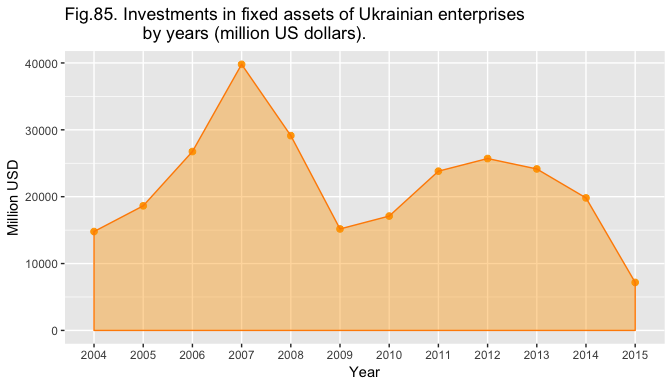 Fig.85. Investments in fixed assets of Ukrainian enterprises
by years (million US dollars).
Million USD
40000
30000
20000
10000
0
2004 2005 2006 2007 2008 2009 2010 2011 2012 2013 2014 2015
Year